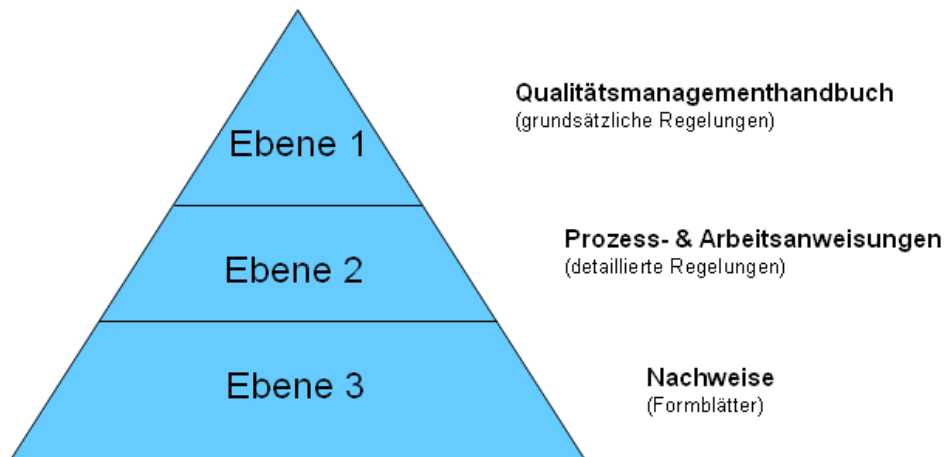 Qualitätsmanagementhandbuch
(grundsätzliche Regelungen)
Ebene 1
Prozess- & Arbeitsanweisungen
(detaillierte Regelungen)
Ebene 2
Nachweise
(Formblätter)
Ebene 3